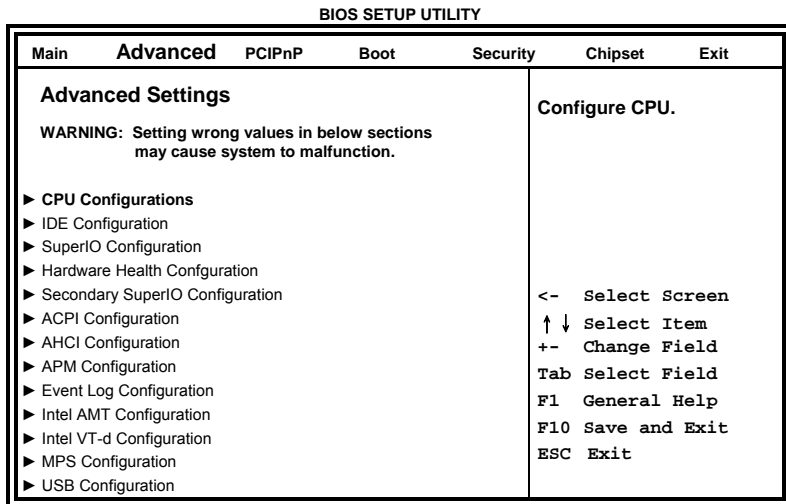 BIOS SETUP UTILITY
Main Advanced PCIPnP Boot Security Chipset Exit
Advanced Settings
WARNING: Setting wrong values in below sections
may cause system to malfunction.
► CPU Configurations
► IDE Configuration
► SuperIO Configuration
► Hardware Health Confguration
► Secondary SuperIO Configuration
► ACPI Configuration
► AHCI Configuration
► APM Configuration
► Event Log Configuration
► Intel AMT Configuration
► Intel VT-d Configuration
► MPS Configuration
► USB Configuration
Configure CPU.
<- Select Screen
↑↓ Select Item
+- Change Field
Tab Select Field
F1 General Help
F10 Save and Exit
ESC Exit